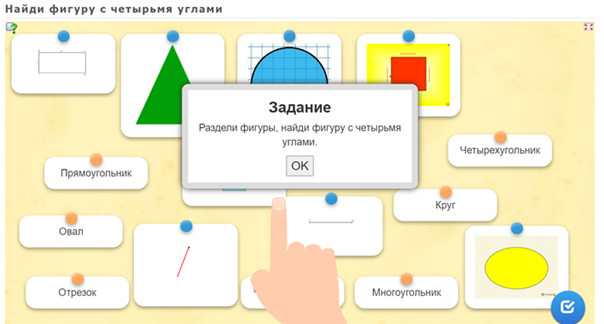 Найди фигуру с четырьмя углами
Задание
Раздели фигуры, найди фигуру с четырьмя
углами.
OK
Четырехугольник
Прямоугольник
Круг
Овал
Отрезок
Многоугольник